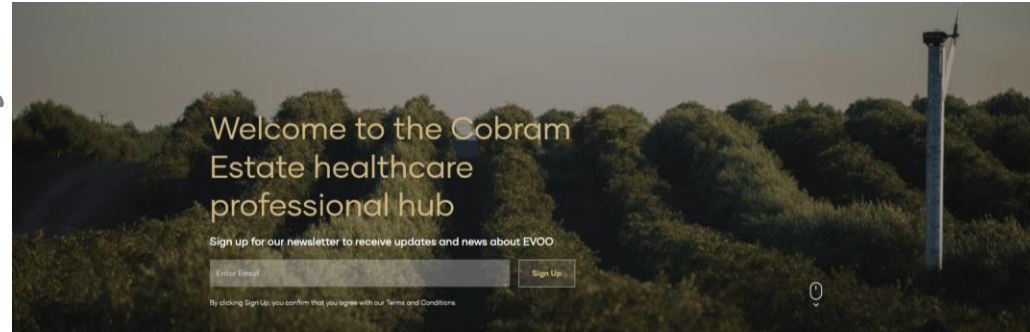 Welcome to the Cobram
Estate healthcare
professional hub
Sign up for our newsletter to receive updates and news about EVOO
Enter Email
Sign Up
By clicking Sign Up, you confirm that you agree with our Terms and Conditions.